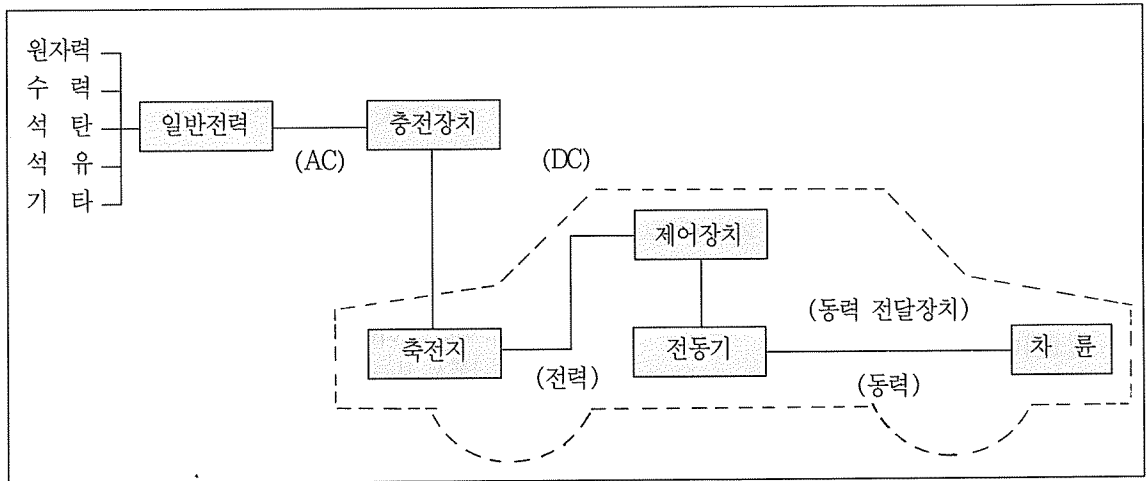 원자력
수 력
석 탄
석 유
기 타
일반전력
(AC)
충전장치
(DC)
제어장치
축전지
(전력)
전동기
(동력 전달장치)
(동력)
차 륜